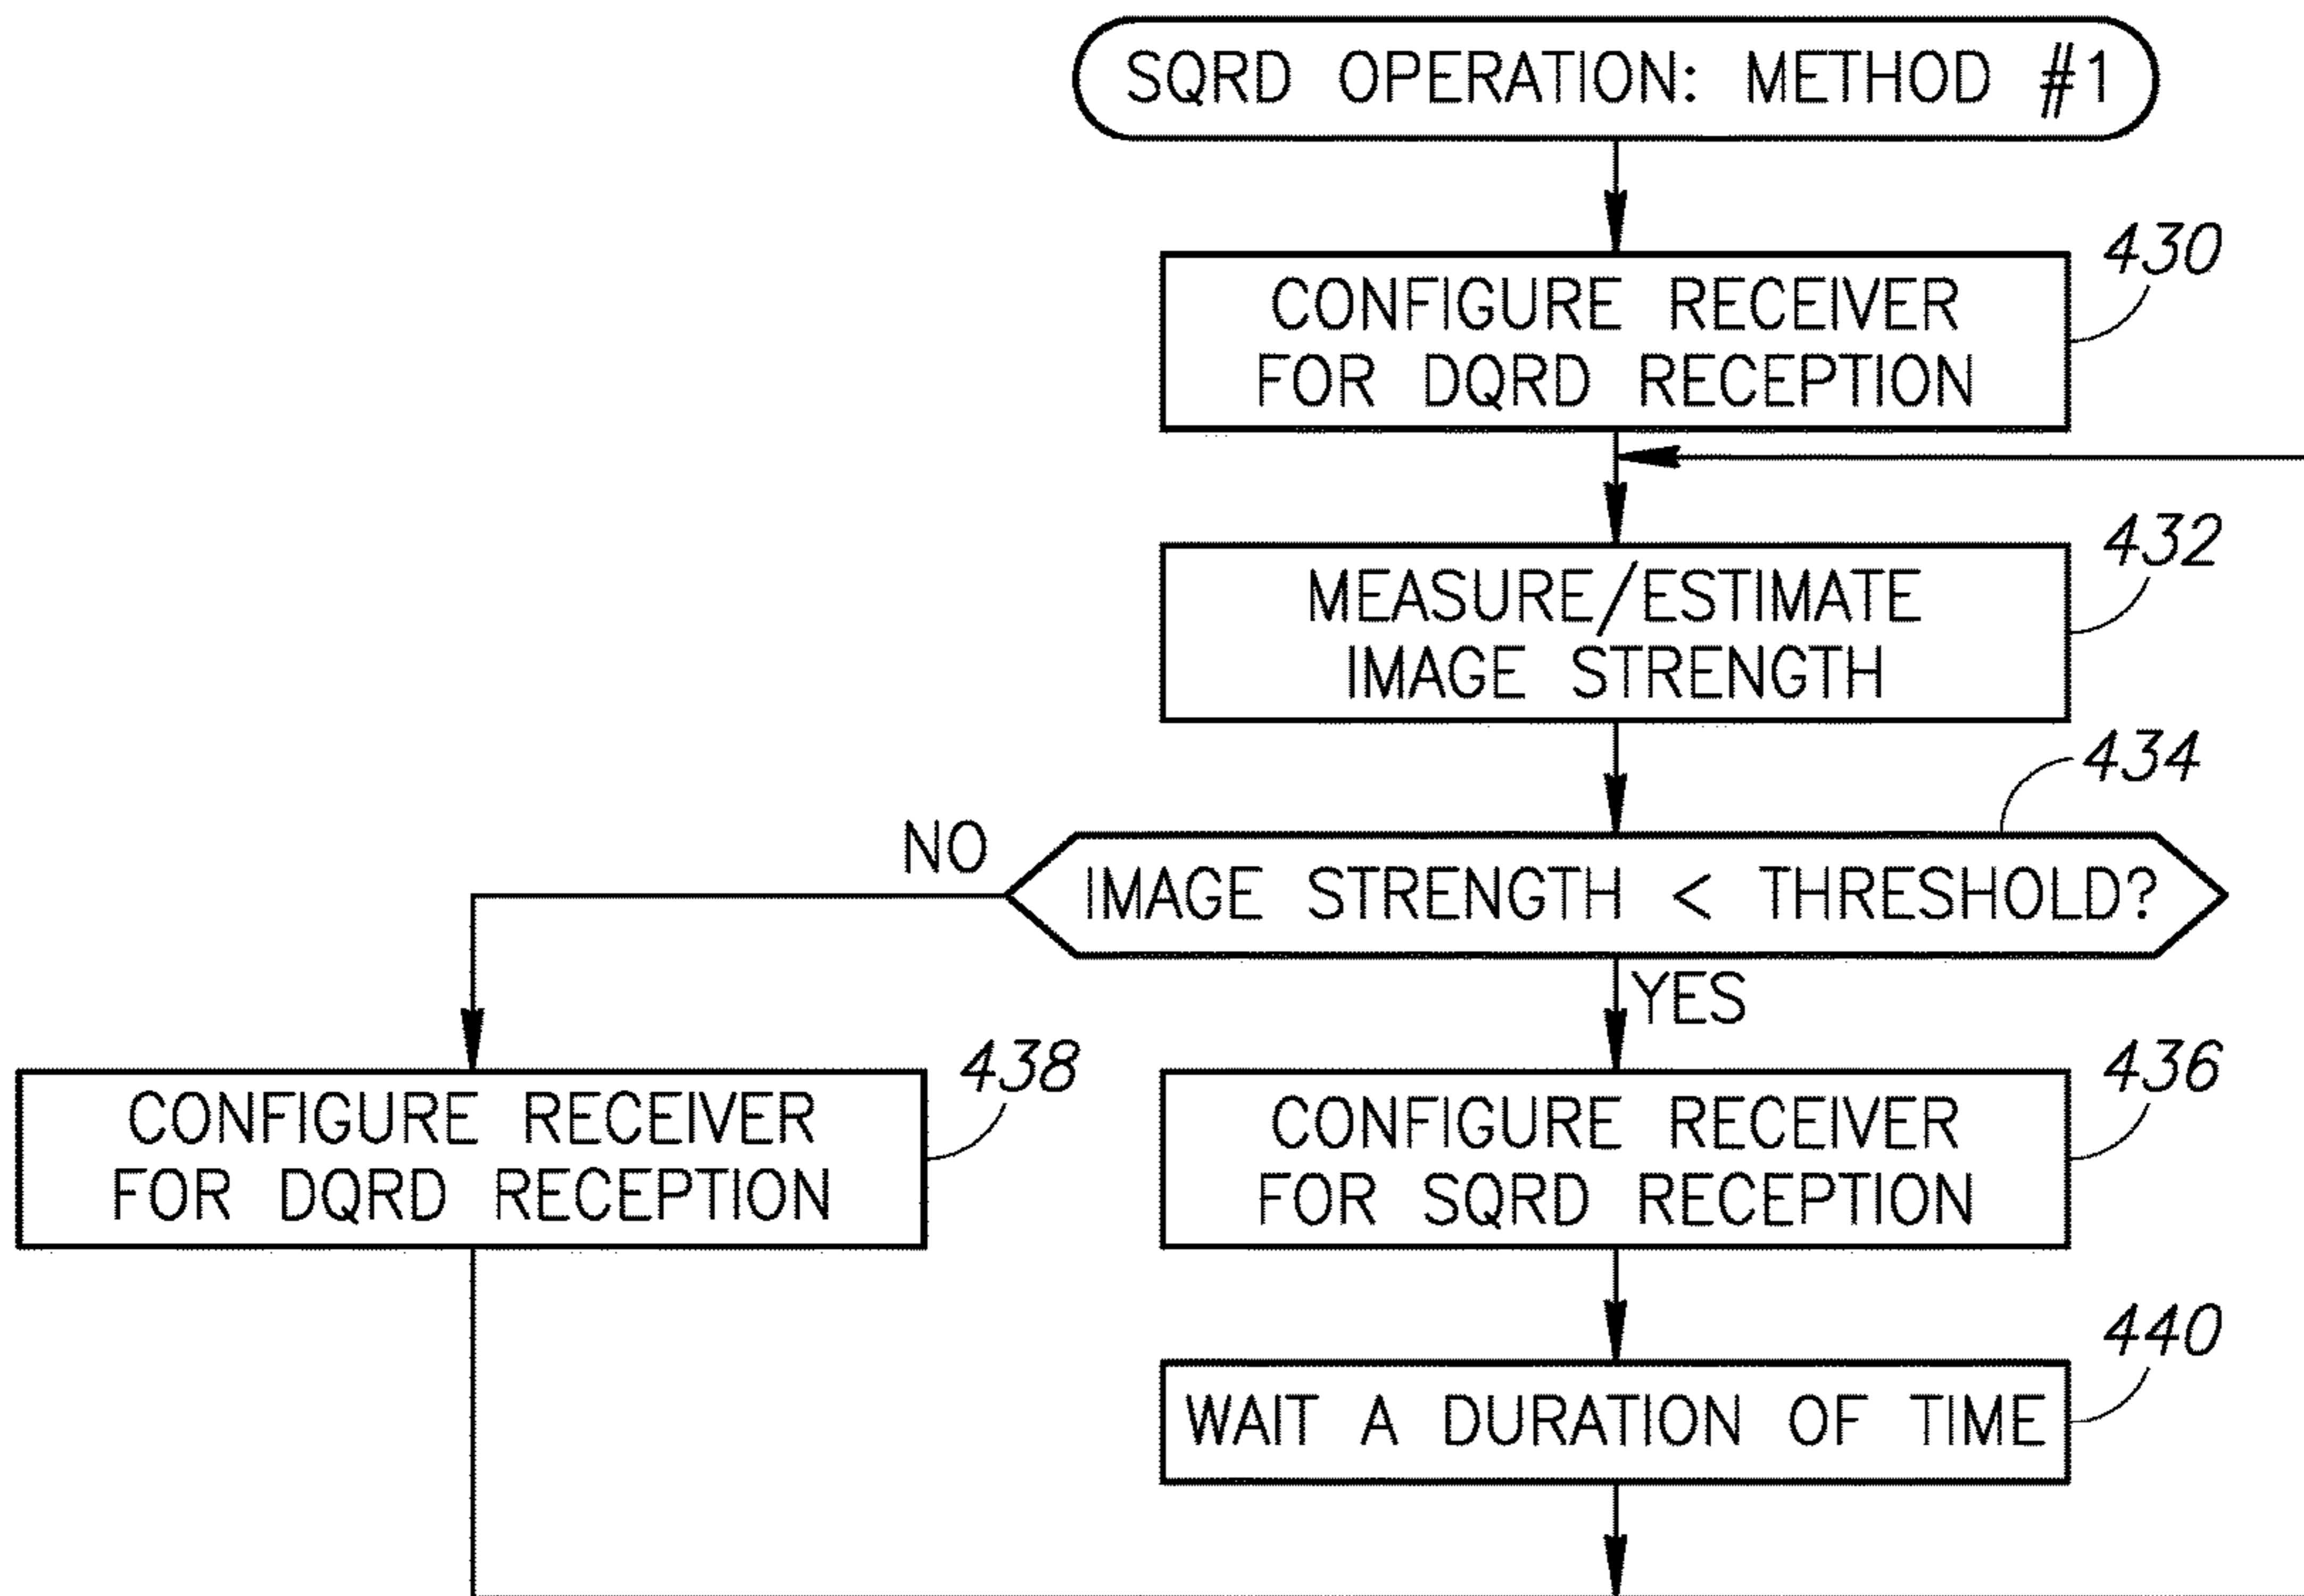 SQRD OPERATION: METHOD #1
430
CONFIGURE RECEIVER
FOR DQRD RECEPTION
432
MEASURE/ESTIMATE
IMAGE STRENGTH
434
NO
IMAGE STRENGTH < THRESHOLD?
YES
438
CONFIGURE RECEIVER
FOR DQRD RECEPTION
436
CONFIGURE RECEIVER
FOR SQRD RECEPTION
440
WAIT A DURATION OF TIME